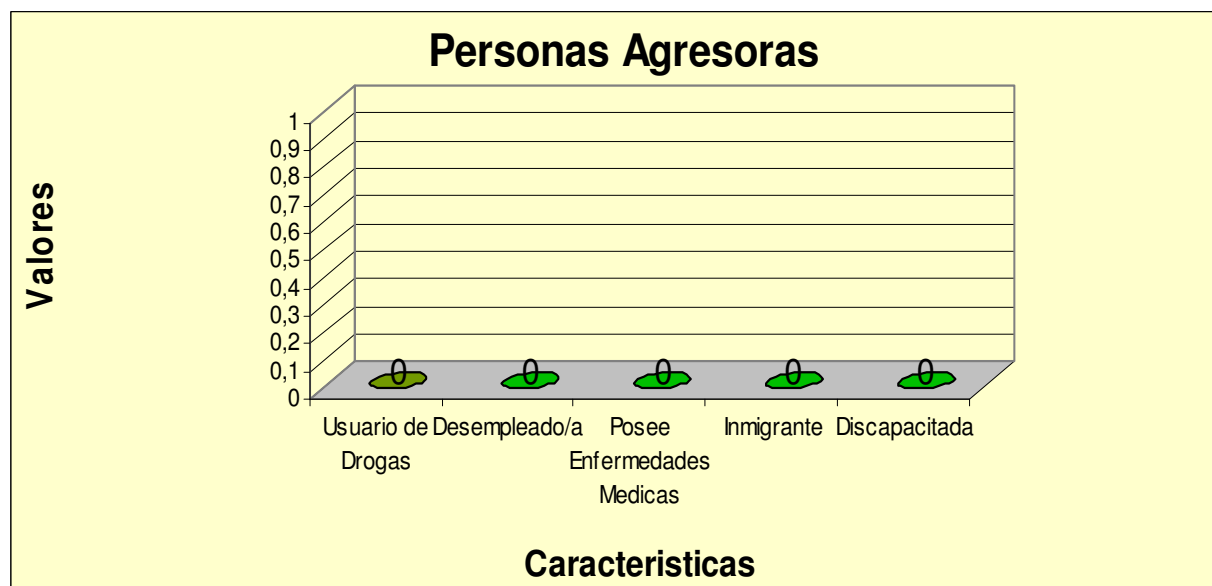 Personas Agresoras
Valores
1
0,9
0,8
0,7
0,6
0,5
0,4
0,3
0,2
0,1
0
0 0 0 0 0
Usuario de Desempleado/a Posee Inmigrante Discapacitada
Drogas Enfermedades
Medicas
Caracteristicas